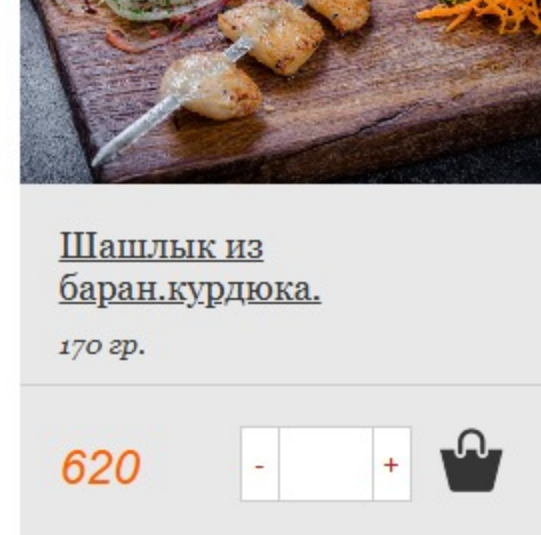 Шашлык из
баран.курдюка.
170 гр.
620
-
+